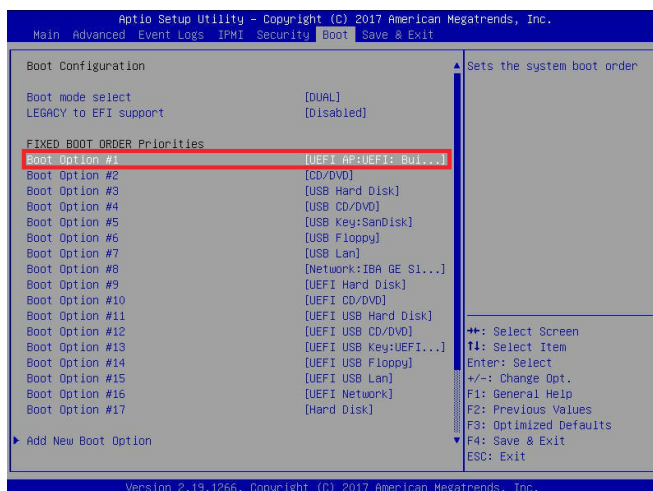 Aptio Setup Utility – Copyright (C) 2017 American Megatrends, Inc.
Main Advanced Event Logs IPMI Security Boot Save & Exit
Boot Configuration
Boot mode select [DUAL]
LEGACY to EFI support [Disabled]
FIXED BOOT ORDER Priorities
Boot Option #1 [UEFI AP:UEFI: Bui...]
Boot Option #2 [CD/DVD]
Boot Option #3 [USB Hard Disk]
Boot Option #4 [USB CD/DVD]
Boot Option #5 [USB Key:SanDisk]
Boot Option #6 [USB Floppy]
Boot Option #7 [USB Lan]
Boot Option #8 [Network:IBA GE Sl...]
Boot Option #9 [UEFI Hard Disk]
Boot Option #10 [UEFI CD/DVD]
Boot Option #11 [UEFI USB Hard Disk]
Boot Option #12 [UEFI USB CD/DVD]
Boot Option #13 [UEFI USB Key:UEFI...]
Boot Option #14 [UEFI USB Floppy]
Boot Option #15 [UEFI USB Lan]
Boot Option #16 [UEFI Network]
Boot Option #17 [Hard Disk]
Add New Boot Option
Sets the system boot order
→←: Select Screen
↑↓: Select Item
Enter: Select
+/-: Change Opt.
F1: General Help
F2: Previous Values
F3: Optimized Defaults
F4: Save & Exit
ESC: Exit
Version 2.19.1266. Copyright (C) 2017 American Megatrends, Inc.